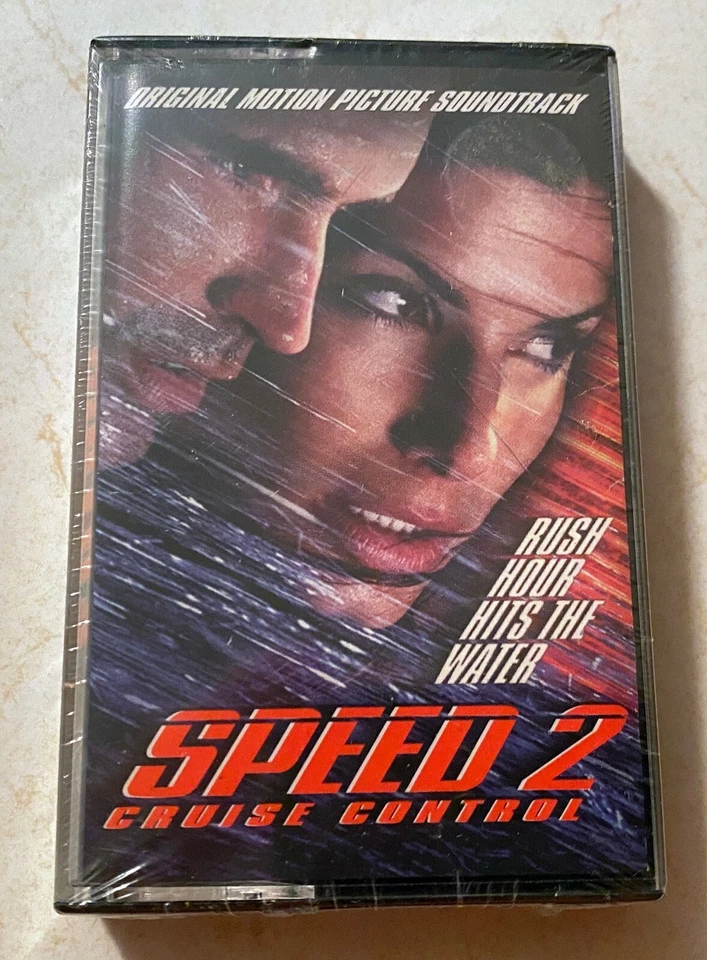 ORIGINAL MOTION PICTURE SOUNDTRACK
RUSH
HOUR
HITS THE
WATER
SPEED 2
CRUISE CONTROL